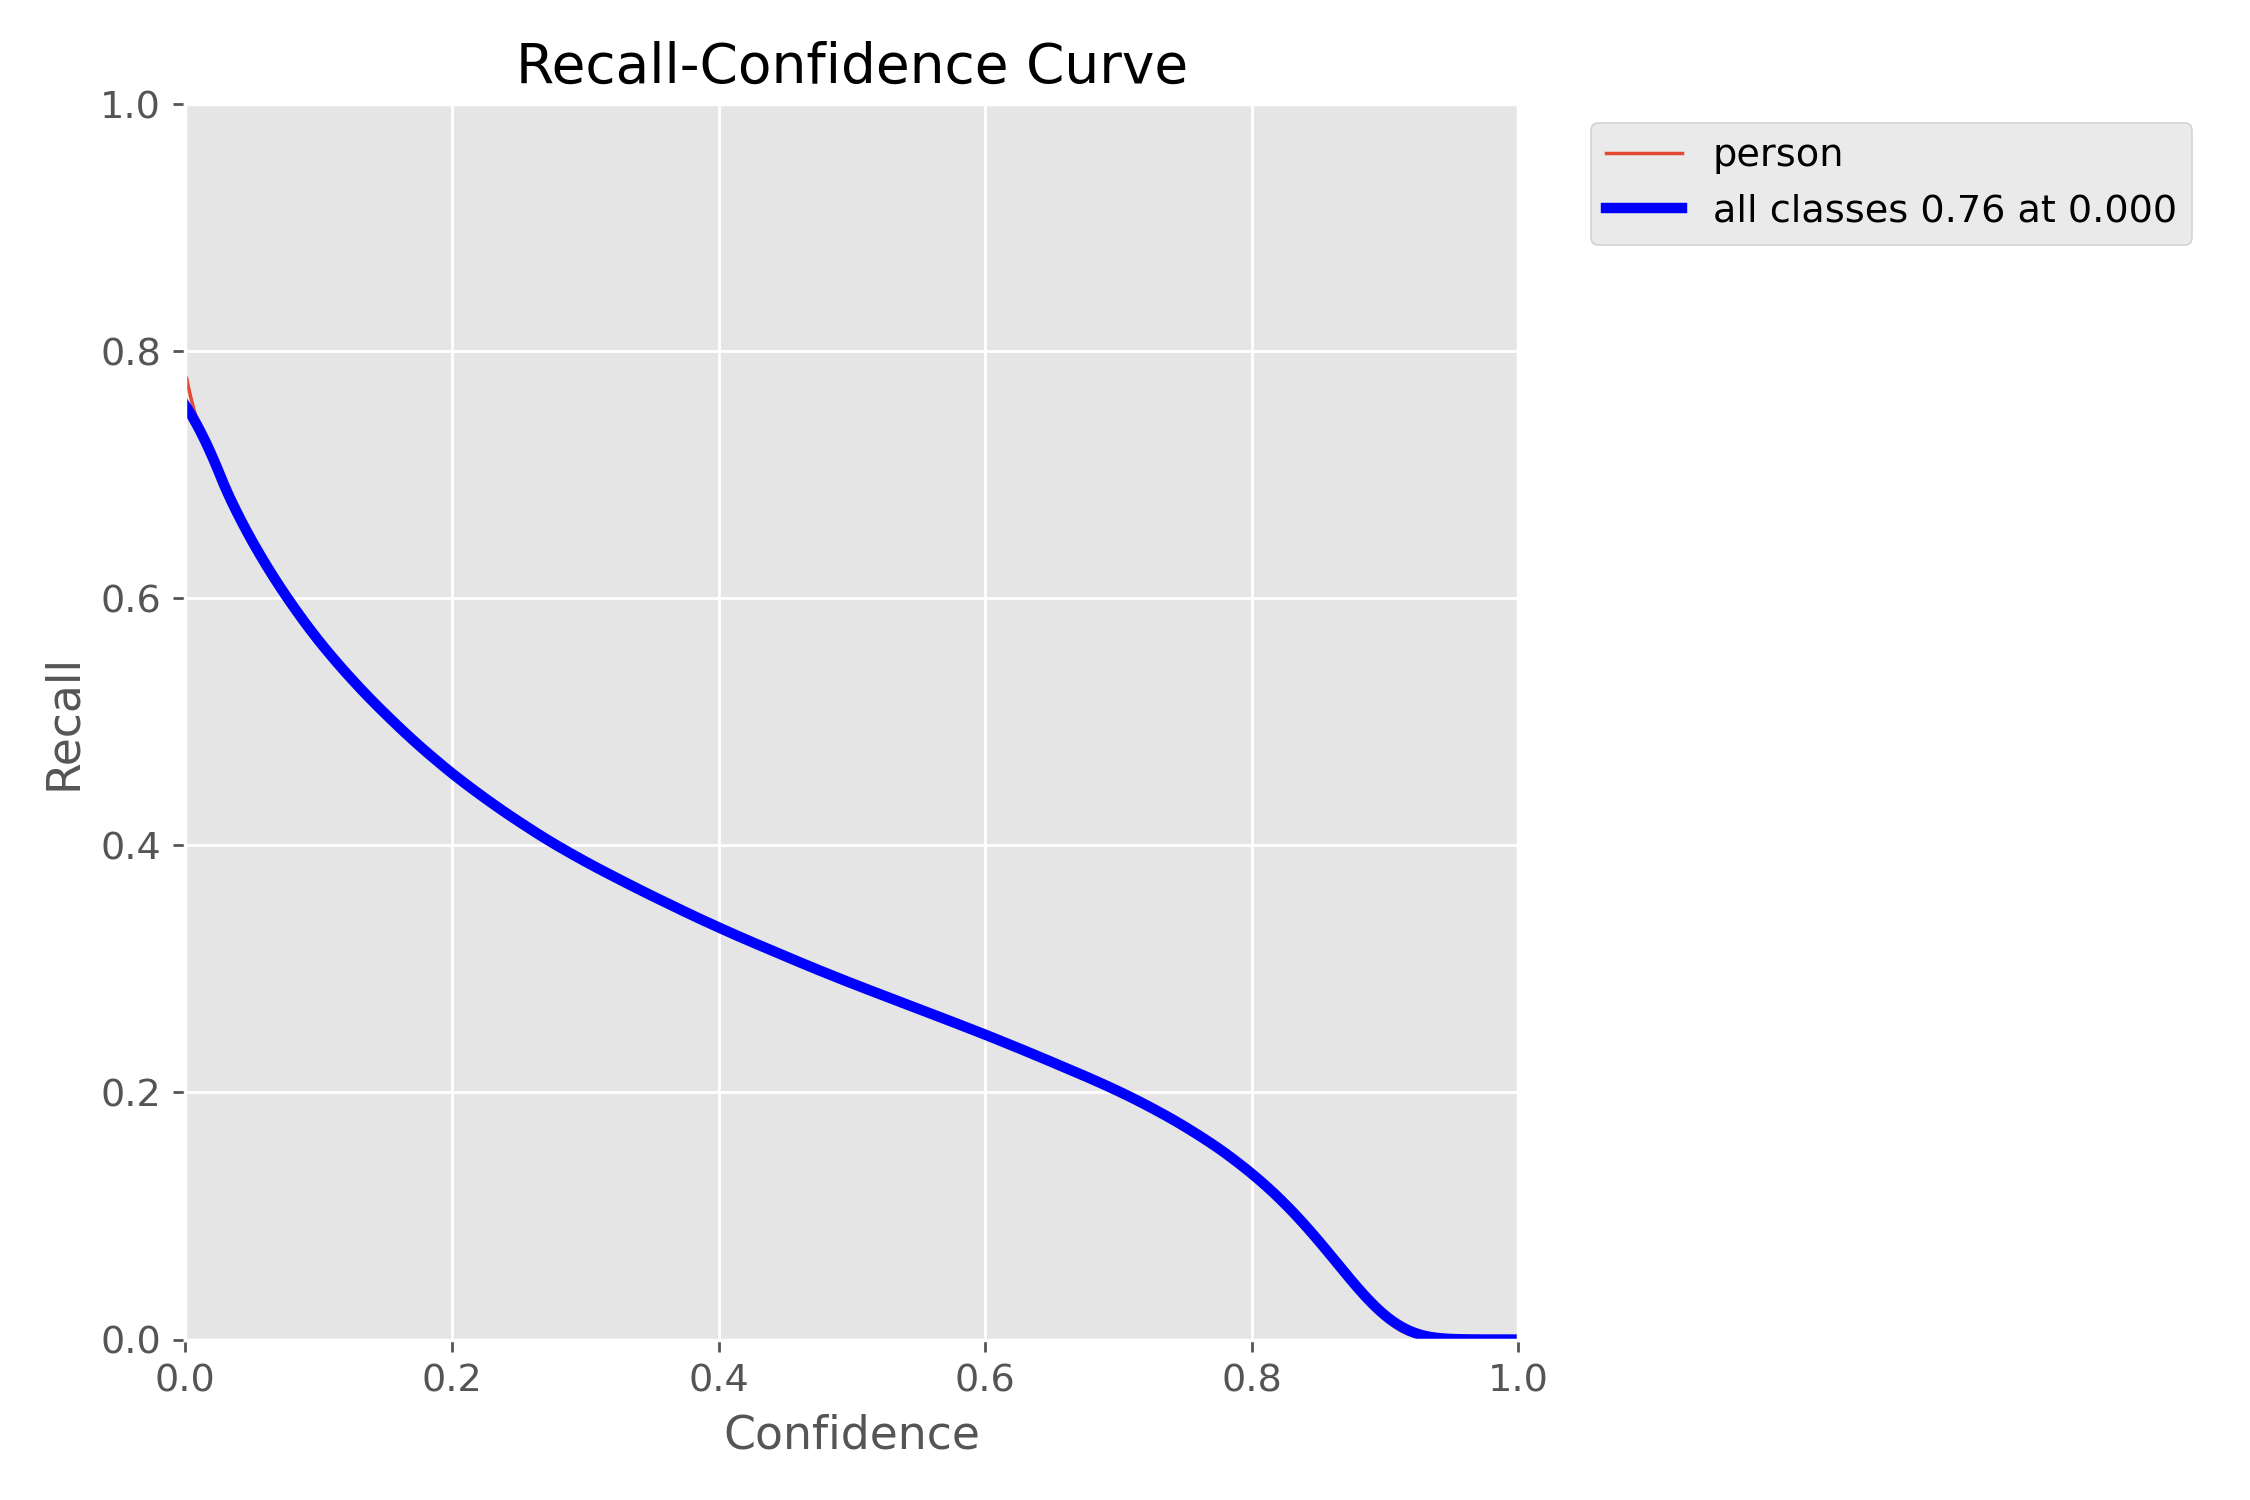 Recall-Confidence Curve
person
all classes 0.76 at 0.000
1.0
0.8
0.6
0.4
0.2
0.0
Recall
0.0 0.2 0.4 0.6 0.8 1.0
Confidence